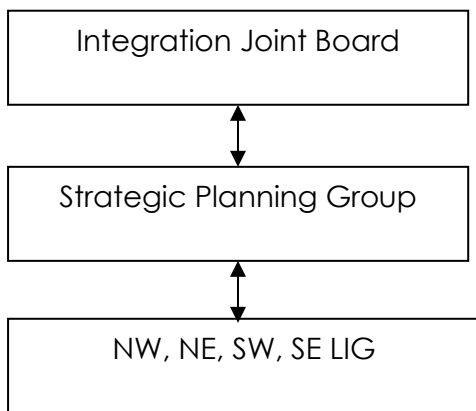 Integration Joint Board
Strategic Planning Group
NW, NE, SW, SE LIG